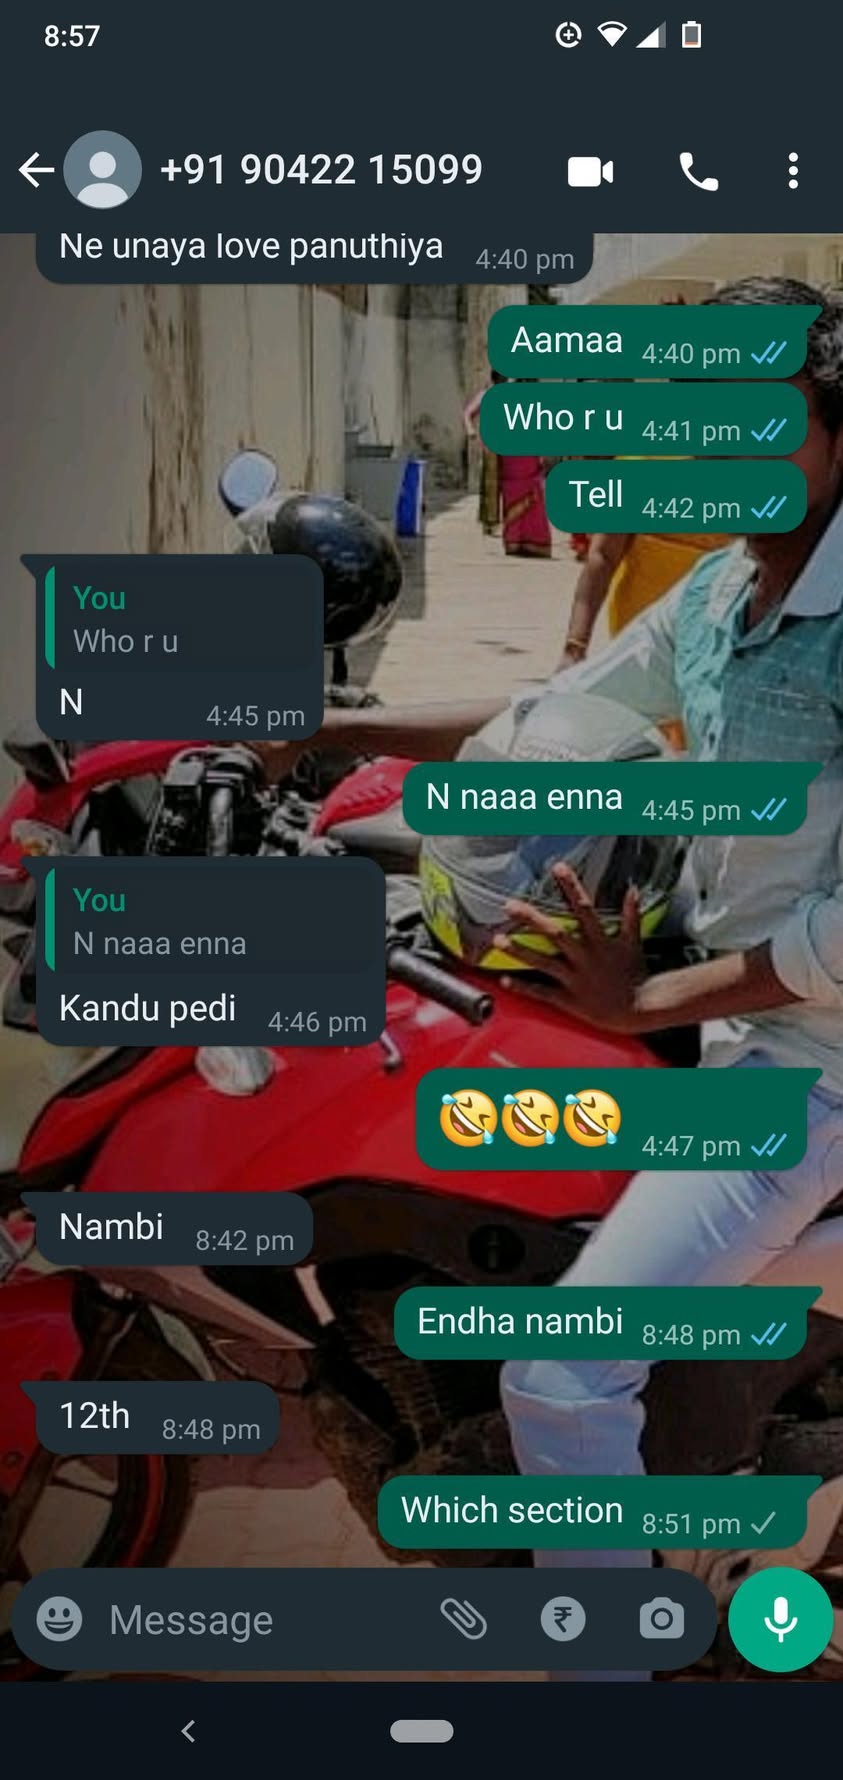 8:57
+91 90422 15099
Ne unaya love panuthiya 4:40 pm
Aamaa 4:40 pm
Who r u 4:41 pm
Tell 4:42 pm
You
Who r u
N 4:45 pm
N naaa enna 4:45 pm
You
N naaa enna
Kandu pedi 4:46 pm
🤣🤣🤣 4:47 pm
Nambi 8:42 pm
Endha nambi 8:48 pm
12th 8:48 pm
Which section 8:51 pm
Message